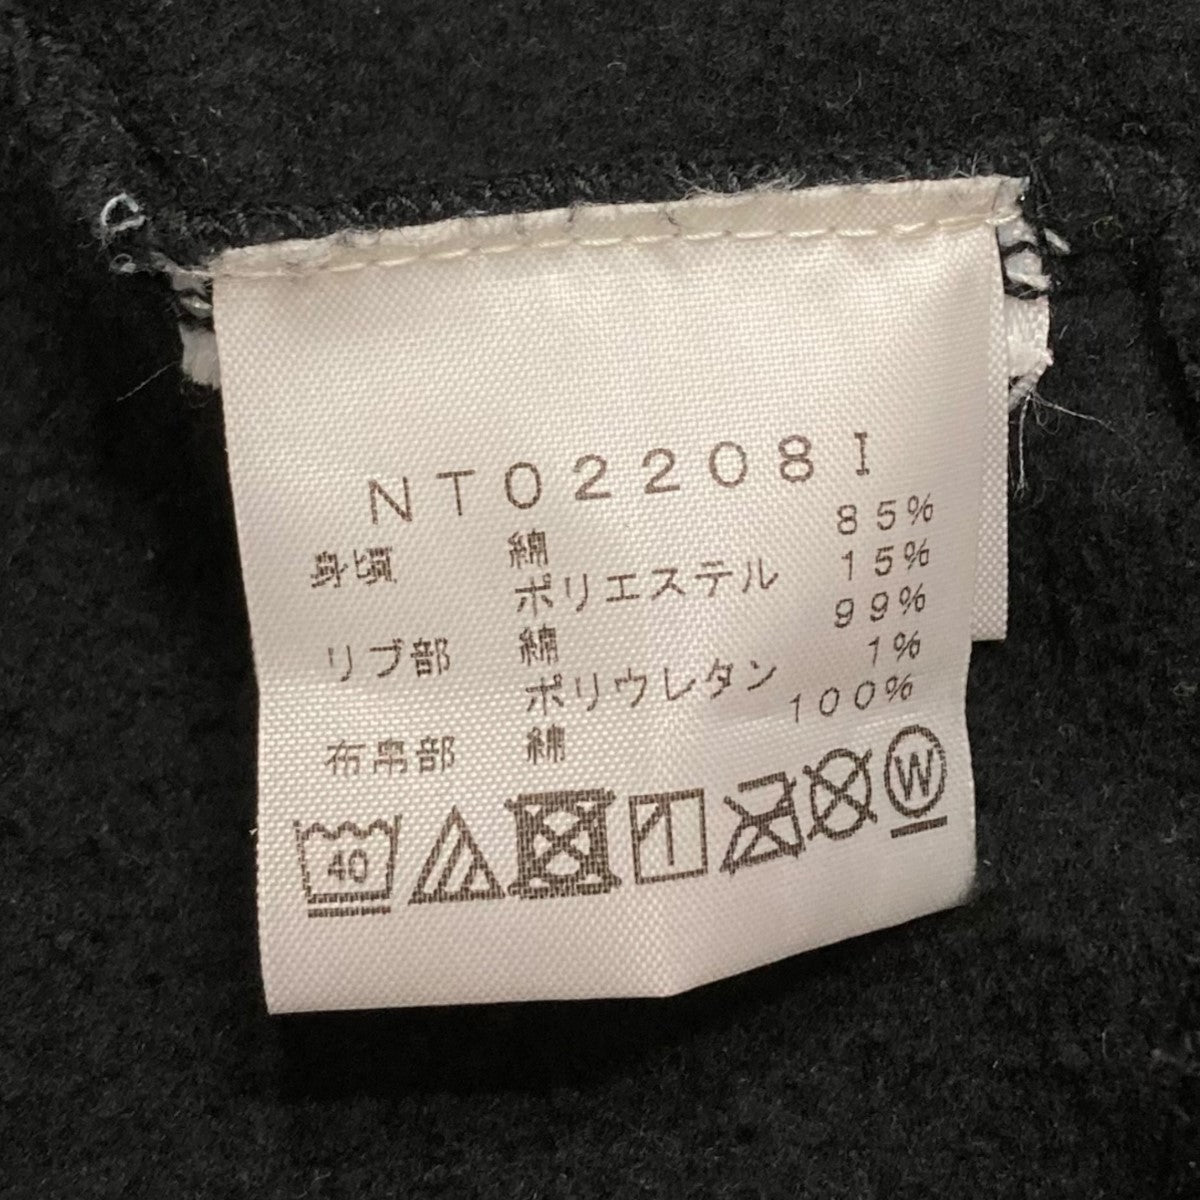 NT02208I
身頃 綿 85%
ポリエステル 15%
リブ部 綿 99%
ポリウレタン 1%
布帛部 綿 100%
40 W